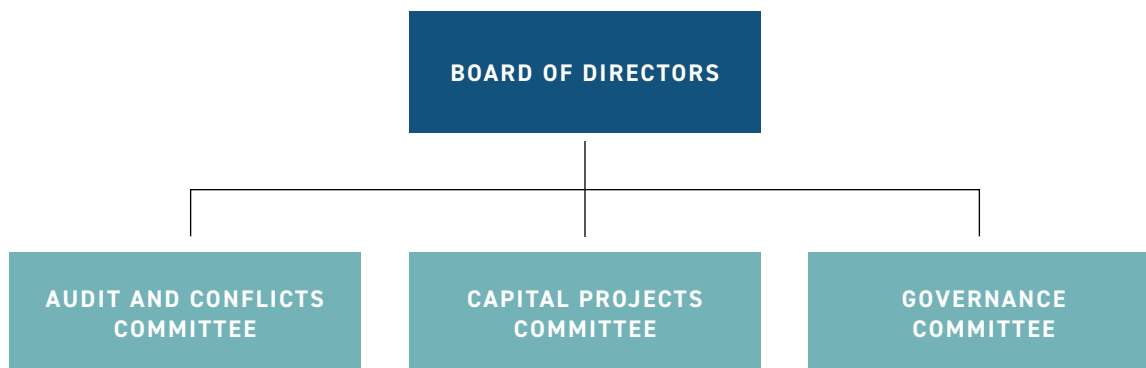 BOARD OF DIRECTORS
AUDIT AND CONFLICTS
COMMITTEE
CAPITAL PROJECTS
COMMITTEE
GOVERNANCE
COMMITTEE